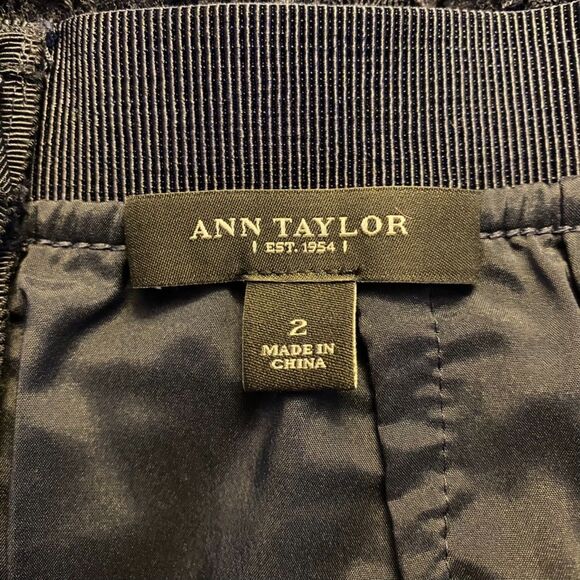 ANN TAYLOR
EST. 1954
2
MADE IN
CHINA